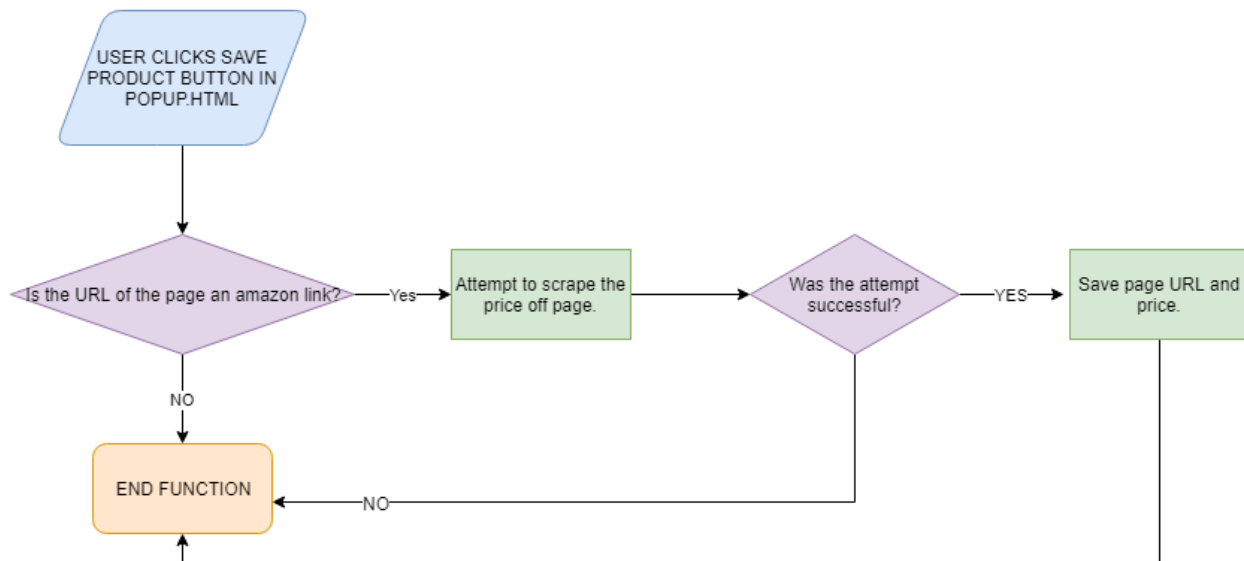 USER CLICKS SAVE
PRODUCT BUTTON IN
POPUP.HTML
Is the URL of the page an amazon link?
Yes
Attempt to scrape the
price off page.
Was the attempt
successful?
YES
Save page URL and
price.
NO
END FUNCTION
NO